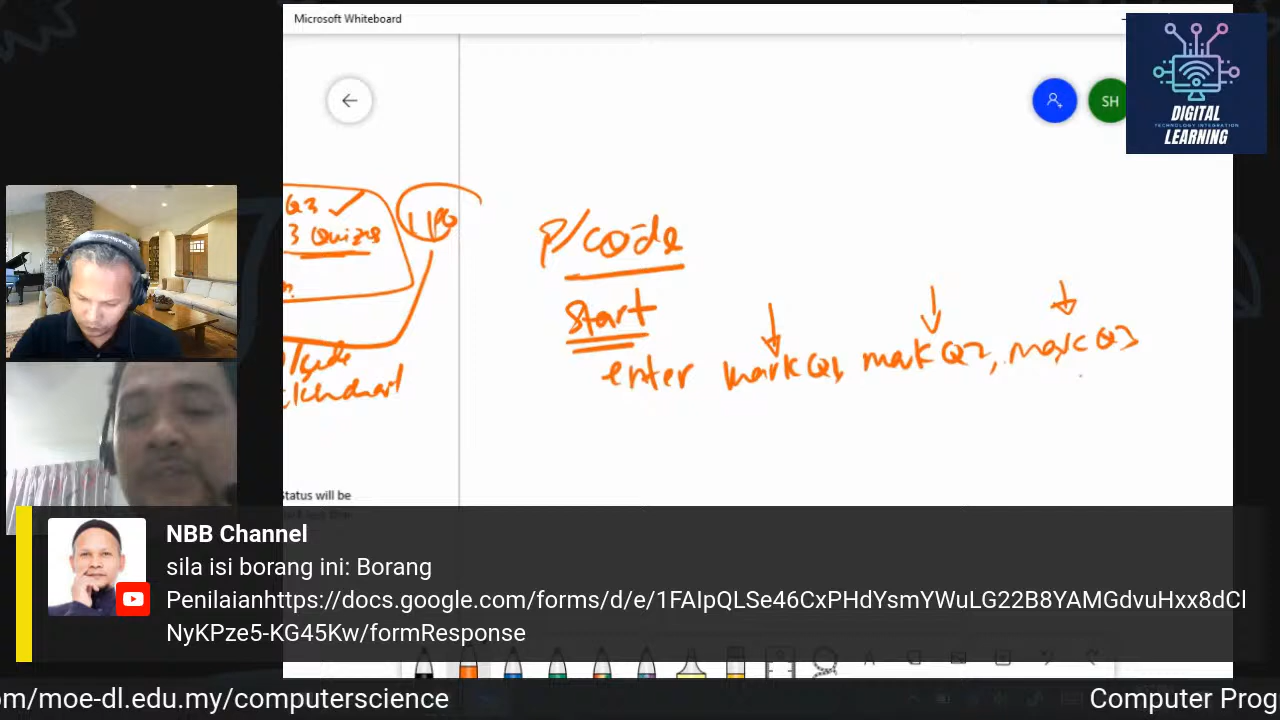 Microsoft Whiteboard
SH
DIGITAL
TECHNOLOGY INTEGRATION
LEARNING
Q3
3 Quizes
P/code
Start
enter markQ1, markQ2, markQ3
Status will be
NBB Channel
sila isi borang ini: Borang
Penilaianhttps://docs.google.com/forms/d/e/1FAIpQLSe46CxPHdYsmYWuLG22B8YAMGdvuHxx8dCl
NyKPze5-KG45Kw/formResponse
om/moe-dl.edu.my/computerscience
Computer Prog